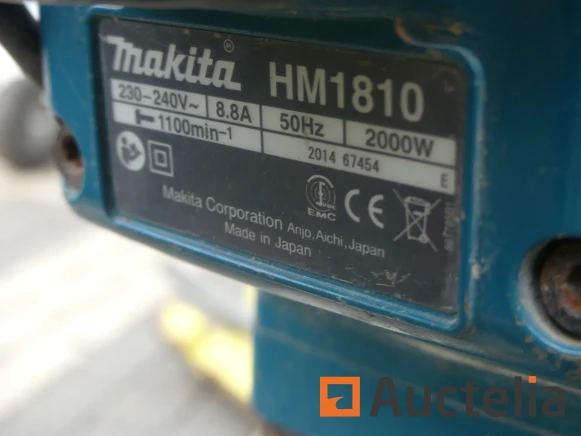 makita® HM1810
230-240V~ 8.8A 50Hz 2000W
1100min-1 2014 67454 E
EMC CE
Makita Corporation Anjo, Aichi, Japan
Made in Japan
Auctelia